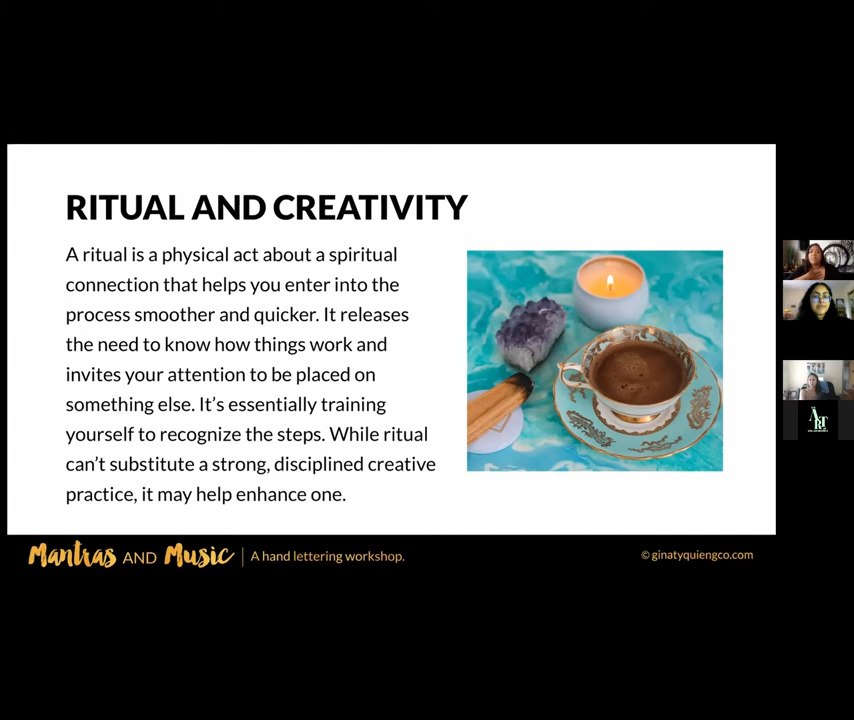 RITUAL AND CREATIVITY
A ritual is a physical act about a spiritual
connection that helps you enter into the
process smoother and quicker. It releases
the need to know how things work and
invites your attention to be placed on
something else. It’s essentially training
yourself to recognize the steps. While ritual
can’t substitute a strong, disciplined creative
practice, it may help enhance one.
Mantras AND Music | A hand lettering workshop.
© ginatyquiengco.com
ART